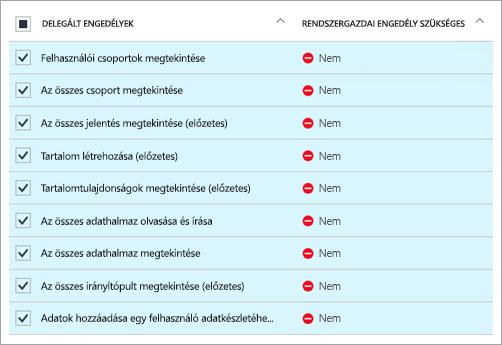 DELEGÁLT ENGEDÉLYEK RENDSZERGAZDAI ENGEDÉLY SZÜKSÉGES
Felhasználói csoportok megtekintése Nem
Az összes csoport megtekintése Nem
Az összes jelentés megtekintése (előzetes) Nem
Tartalom létrehozása (előzetes) Nem
Tartalomtulajdonságok megtekintése (előzetes) Nem
Az összes adathalmaz olvasása és írása Nem
Az összes adathalmaz megtekintése Nem
Az összes irányítópult megtekintése (előzetes) Nem
Adatok hozzáadása egy felhasználó adatkészletéhe... Nem